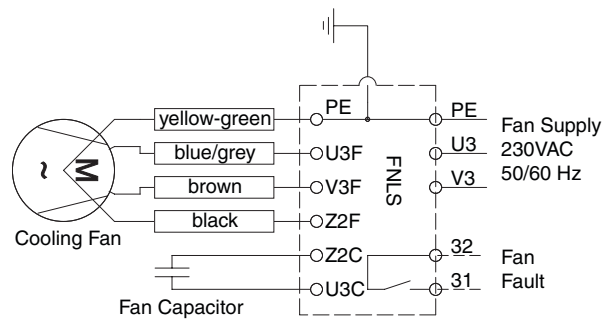 yellow-green
PE
PE
Fan Supply
blue/grey
U3F
U3
230VAC
brown
V3F
V3
50/60 Hz
FNLS
M
~
black
Z2F
Cooling Fan
Z2C
32
Fan
U3C
31
Fault
Fan Capacitor